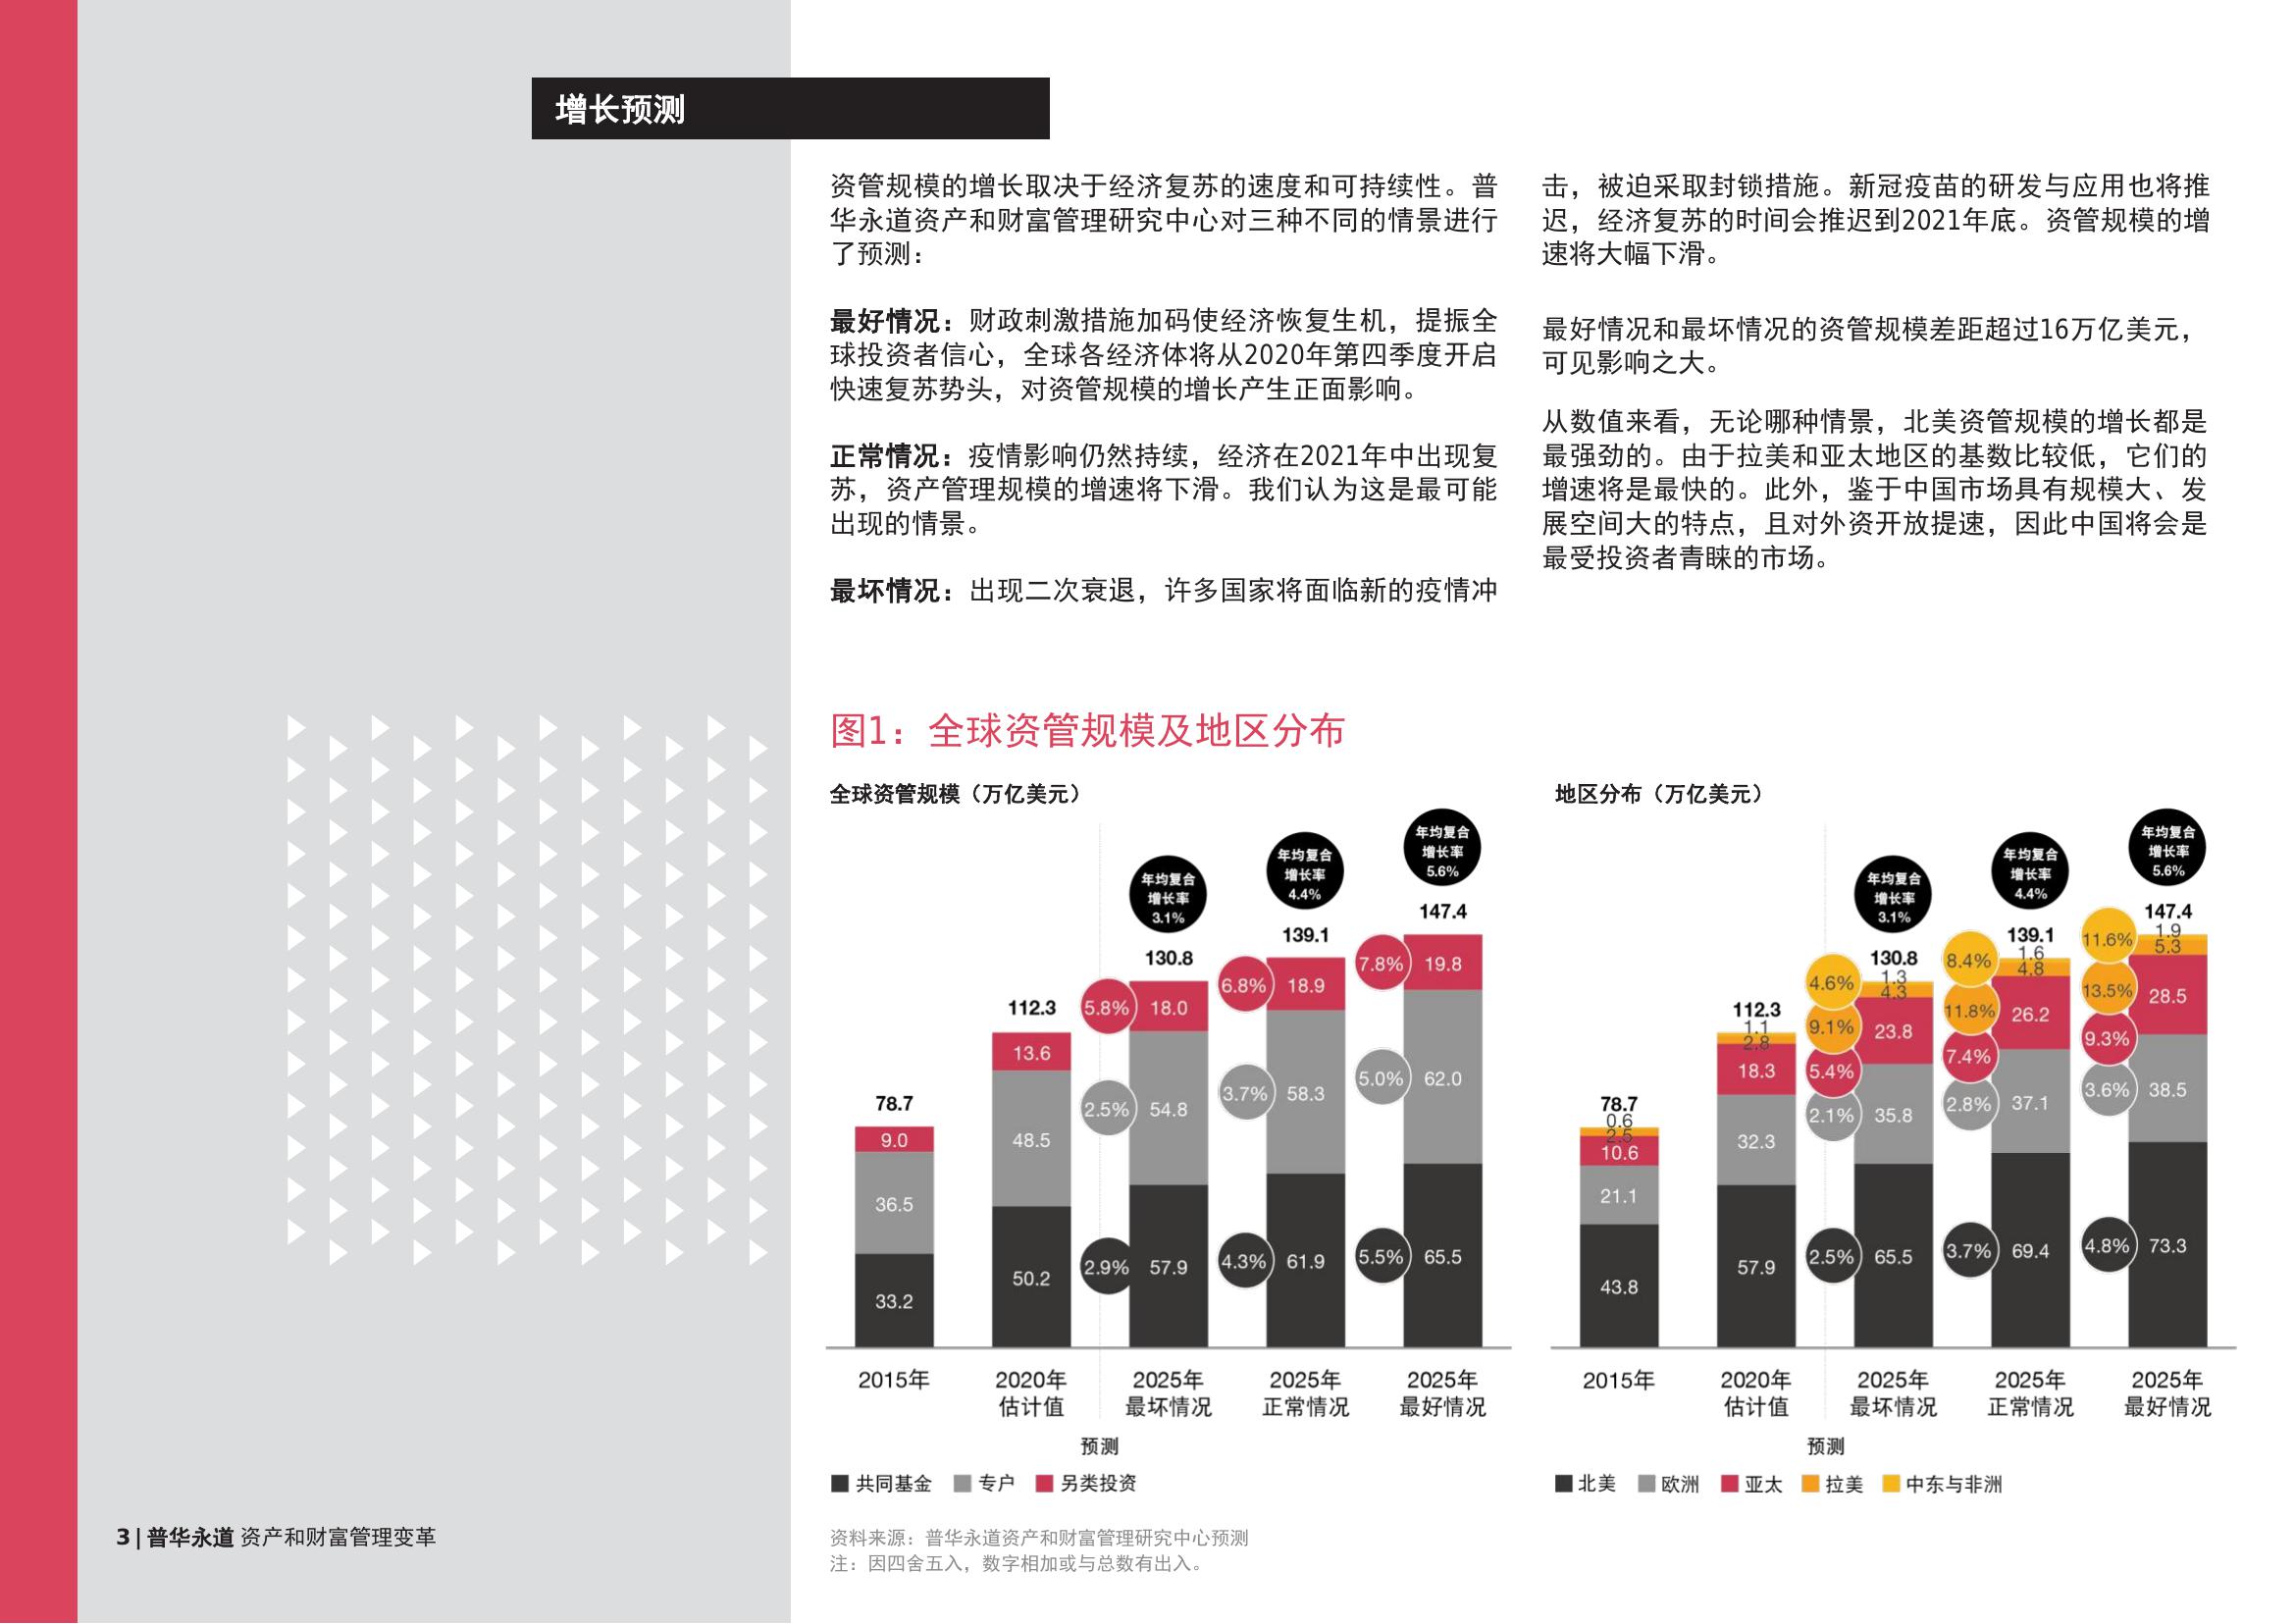 增长预测
资管规模的增长取决于经济复苏的速度和可持续性。普
华永道资产和财富管理研究中心对三种不同的情景进行
了预测：
最好情况：财政刺激措施加码使经济恢复生机，提振全
球投资者信心，全球各经济体将从2020年第四季度开启
快速复苏势头，对资管规模的增长产生正面影响。
正常情况：疫情影响仍然持续，经济在2021年中出现复
苏，资产管理规模的增速将下滑。我们认为这是最可能
出现的情景。
最坏情况：出现二次衰退，许多国家将面临新的疫情冲
击，被迫采取封锁措施。新冠疫苗的研发与应用也将推
迟，经济复苏的时间会推迟到2021年底。资管规模的增
速将大幅下滑。
最好情况和最坏情况的资管规模差距超过16万亿美元，
可见影响之大。
从数值来看，无论哪种情景，北美资管规模的增长都是
最强劲的。由于拉美和亚太地区的基数比较低，它们的
增速将是最快的。此外，鉴于中国市场具有规模大、发
展空间大的特点，且对外资开放提速，因此中国将会是
最受投资者青睐的市场。
图1：全球资管规模及地区分布
全球资管规模（万亿美元）
78.7
9.0
36.5
33.2
2015年
112.3
13.6
48.5
50.2
2020年
估计值
年均复合
增长率
3.1%
130.8
5.8% 18.0
2.5% 54.8
2.9% 57.9
2025年
最坏情况
年均复合
增长率
4.4%
139.1
6.8% 18.9
3.7% 58.3
4.3% 61.9
2025年
正常情况
年均复合
增长率
5.6%
147.4
7.8% 19.8
5.0% 62.0
5.5% 65.5
2025年
最好情况
预测
共同基金 专户 另类投资
地区分布（万亿美元）
78.7
0.6
2.5
10.6
21.1
43.8
2015年
112.3
1.1
2.8
18.3
32.3
57.9
2020年
估计值
年均复合
增长率
3.1%
130.8
4.6% 1.3
9.1% 4.3
5.4% 23.8
2.1% 35.8
2.5% 65.5
2025年
最坏情况
年均复合
增长率
4.4%
139.1
8.4% 1.6
11.8% 4.8
7.4% 26.2
2.8% 37.1
3.7% 69.4
2025年
正常情况
年均复合
增长率
5.6%
147.4
11.6% 1.9
13.5% 5.3
9.3% 28.5
3.6% 38.5
4.8% 73.3
2025年
最好情况
预测
北美 欧洲 亚太 拉美 中东与非洲
资料来源：普华永道资产和财富管理研究中心预测
注：因四舍五入，数字相加或与总数有出入。
3 | 普华永道 资产和财富管理变革